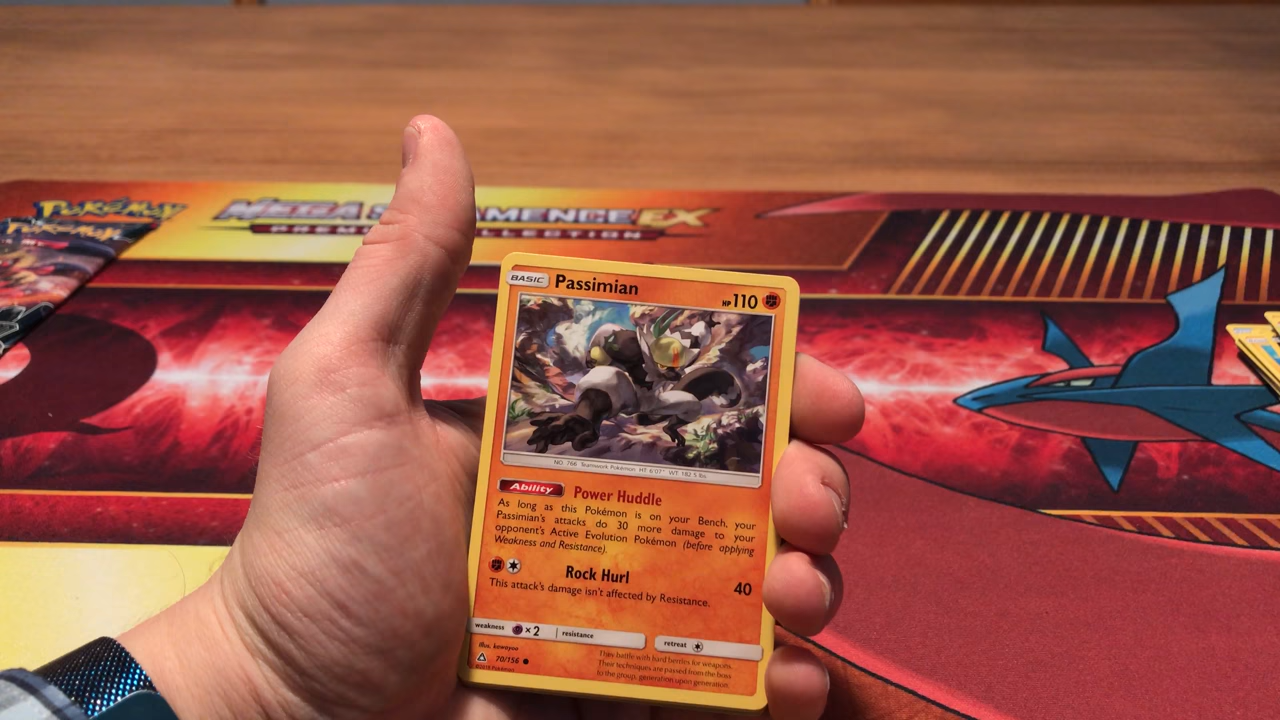 POKÉMON
POKÉMON
MEGA SALAMENCE EX
PREMIUM COLLECTION
BASIC Passimian HP 110
NO. 766 Teamwork Pokémon HT: 6'07" WT: 182.5 lbs
Ability Power Huddle
As long as this Pokémon is on your Bench, your
Passimian's attacks do 30 more damage to your
opponent's Active Evolution Pokémon (before applying
Weakness and Resistance).
Rock Hurl 40
This attack's damage isn't affected by Resistance.
weakness ×2 resistance retreat
Illus. kawayoo
70/156
They battle with hard berries for weapons.
Their techniques are passed from the boss
to the group, generation upon generation.